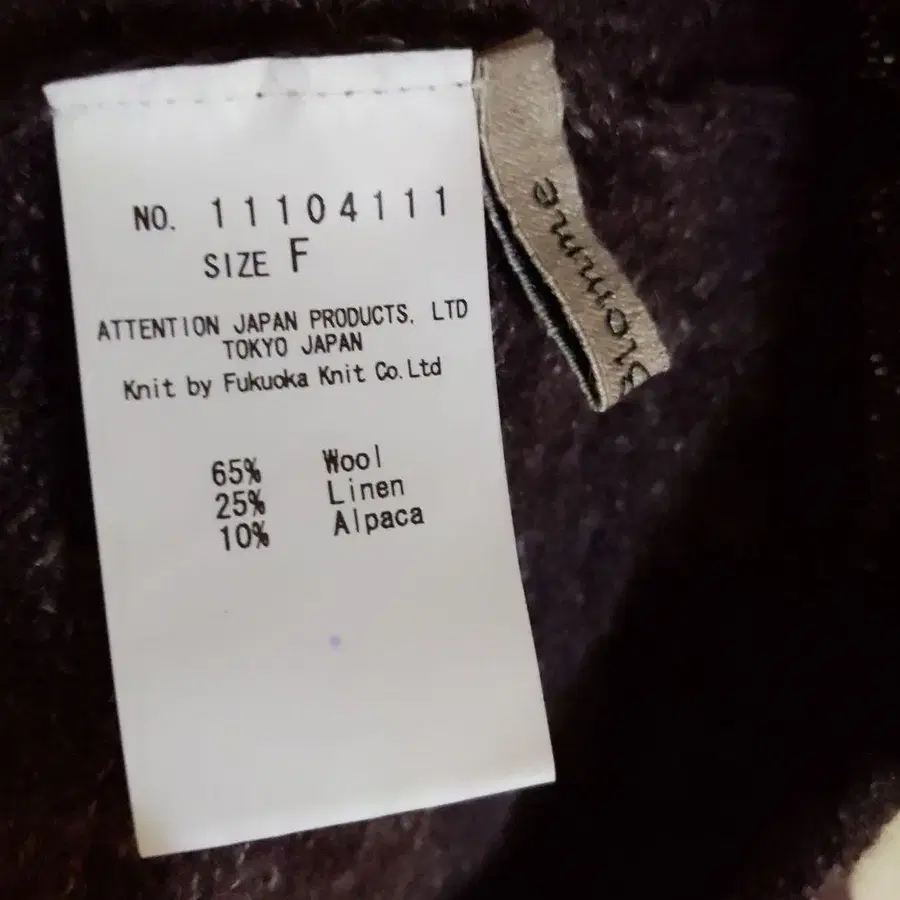 NO. 11104111
SIZE F
ATTENTION JAPAN PRODUCTS. LTD
TOKYO JAPAN
Knit by Fukuoka Knit Co.Ltd
65% Wool
25% Linen
10% Alpaca